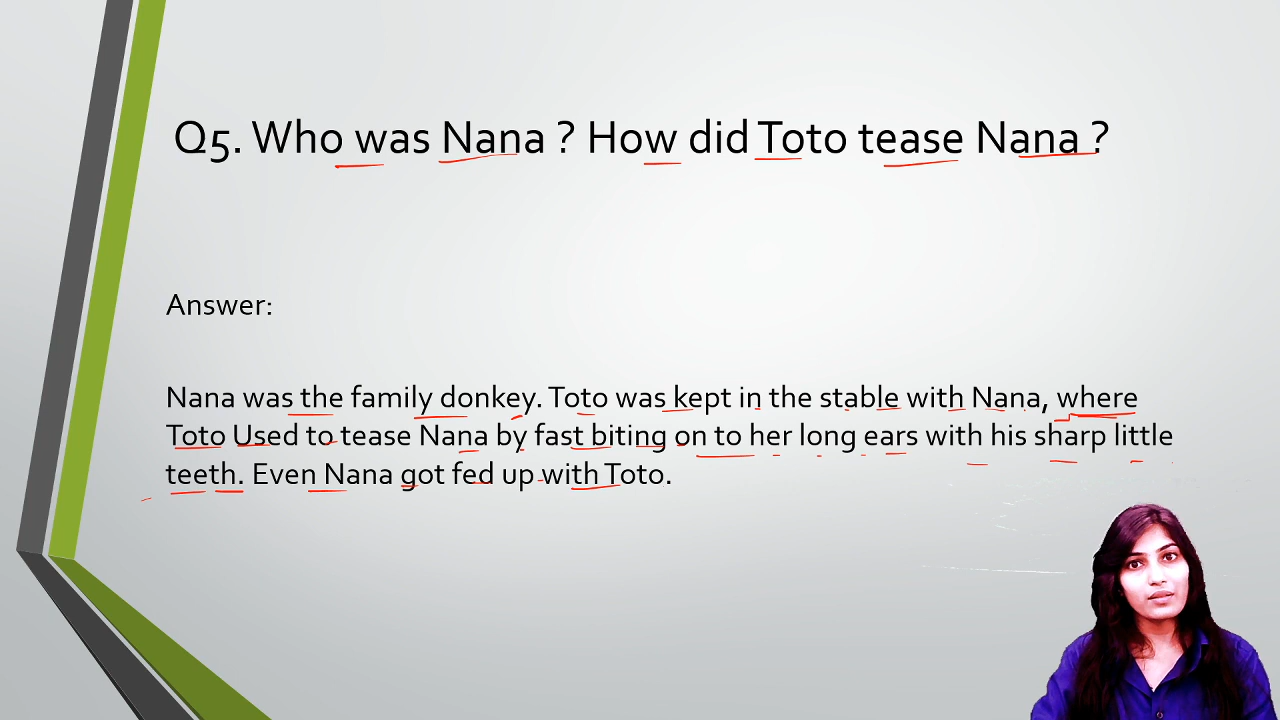 Q5. Who was Nana ? How did Toto tease Nana ?
Answer:
Nana was the family donkey. Toto was kept in the stable with Nana, where
Toto Used to tease Nana by fast biting on to her long ears with his sharp little
teeth. Even Nana got fed up with Toto.